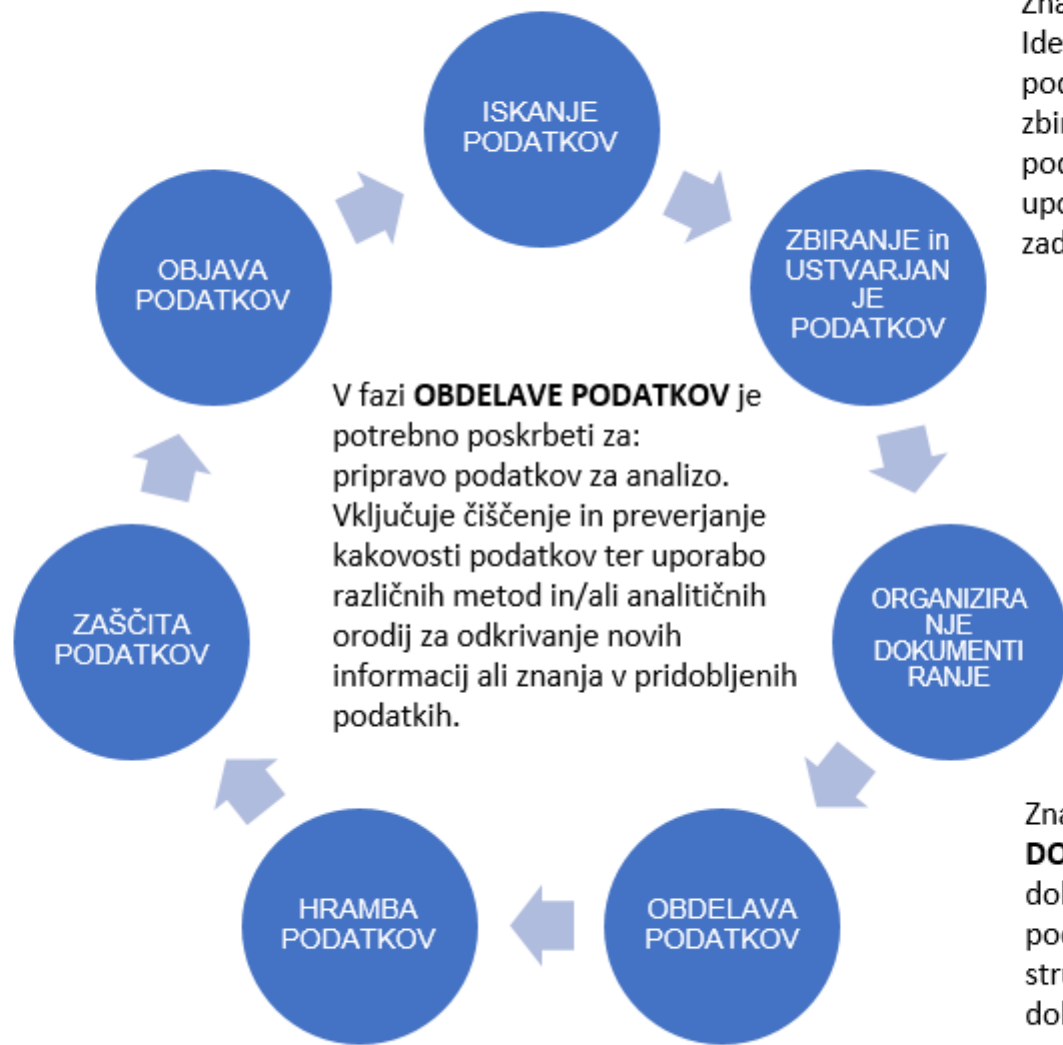 ISKANJE
PODATKOV
ZBIRANJE in
USTVARJAN
JE
PODATKOV
ORGANIZIRA
NJE
DOKUMENTI
RANJE
OBDELAVA
PODATKOV
HRAMBA
PODATKOV
ZAŠČITA
PODATKOV
OBJAVA
PODATKOV
V fazi OBDELAVE PODATKOV je
potrebno poskrbeti za:
pripravo podatkov za analizo.
Vključuje čiščenje in preverjanje
kakovosti podatkov ter uporabo
različnih metod in/ali analitičnih
orodij za odkrivanje novih
informacij ali znanja v pridobljenih
podatkih.